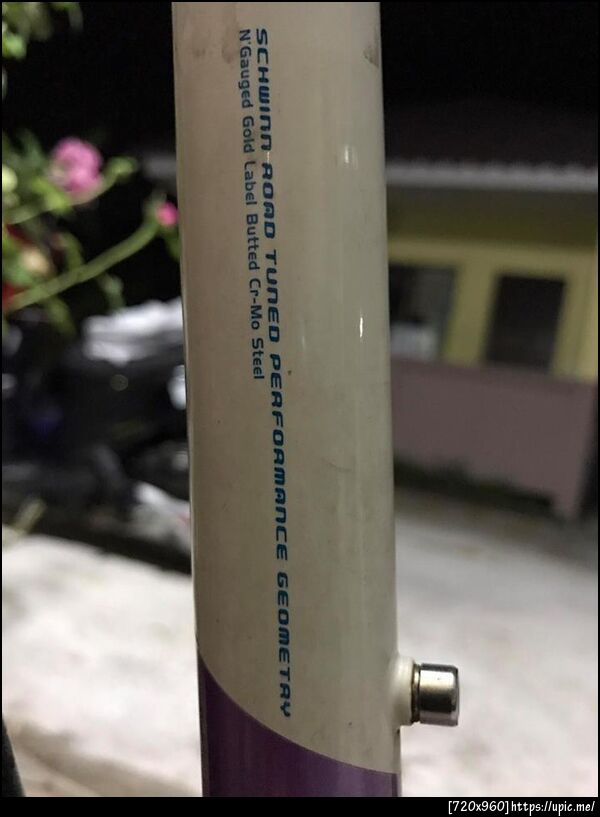 SCHWINN ROAD TUNED PERFORMANCE GEOMETRY
N'Gauged Gold Label Butted Cr-Mo Steel
[720x960]https://upic.me/